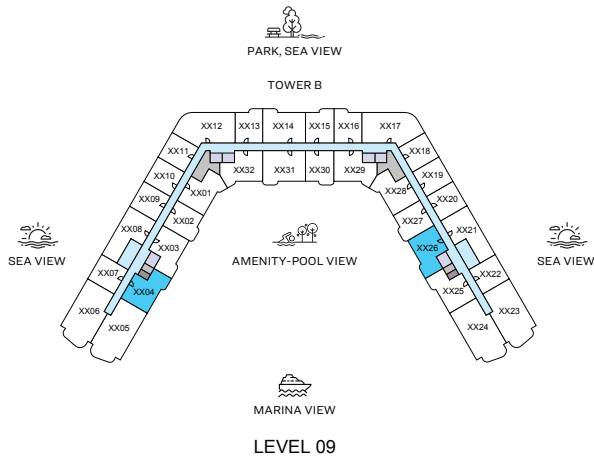 PARK, SEA VIEW
TOWER B
XX12
XX13
XX14
XX15
XX16
XX17
XX11
XX18
XX10
XX01
XX32
XX31
XX30
XX29
XX28
XX19
XX09
XX02
XX27
XX20
XX08
XX03
XX26
XX21
SEA VIEW
AMENITY-POOL VIEW
SEA VIEW
XX07
XX04
XX25
XX22
XX06
XX05
XX24
XX23
MARINA VIEW
LEVEL 09